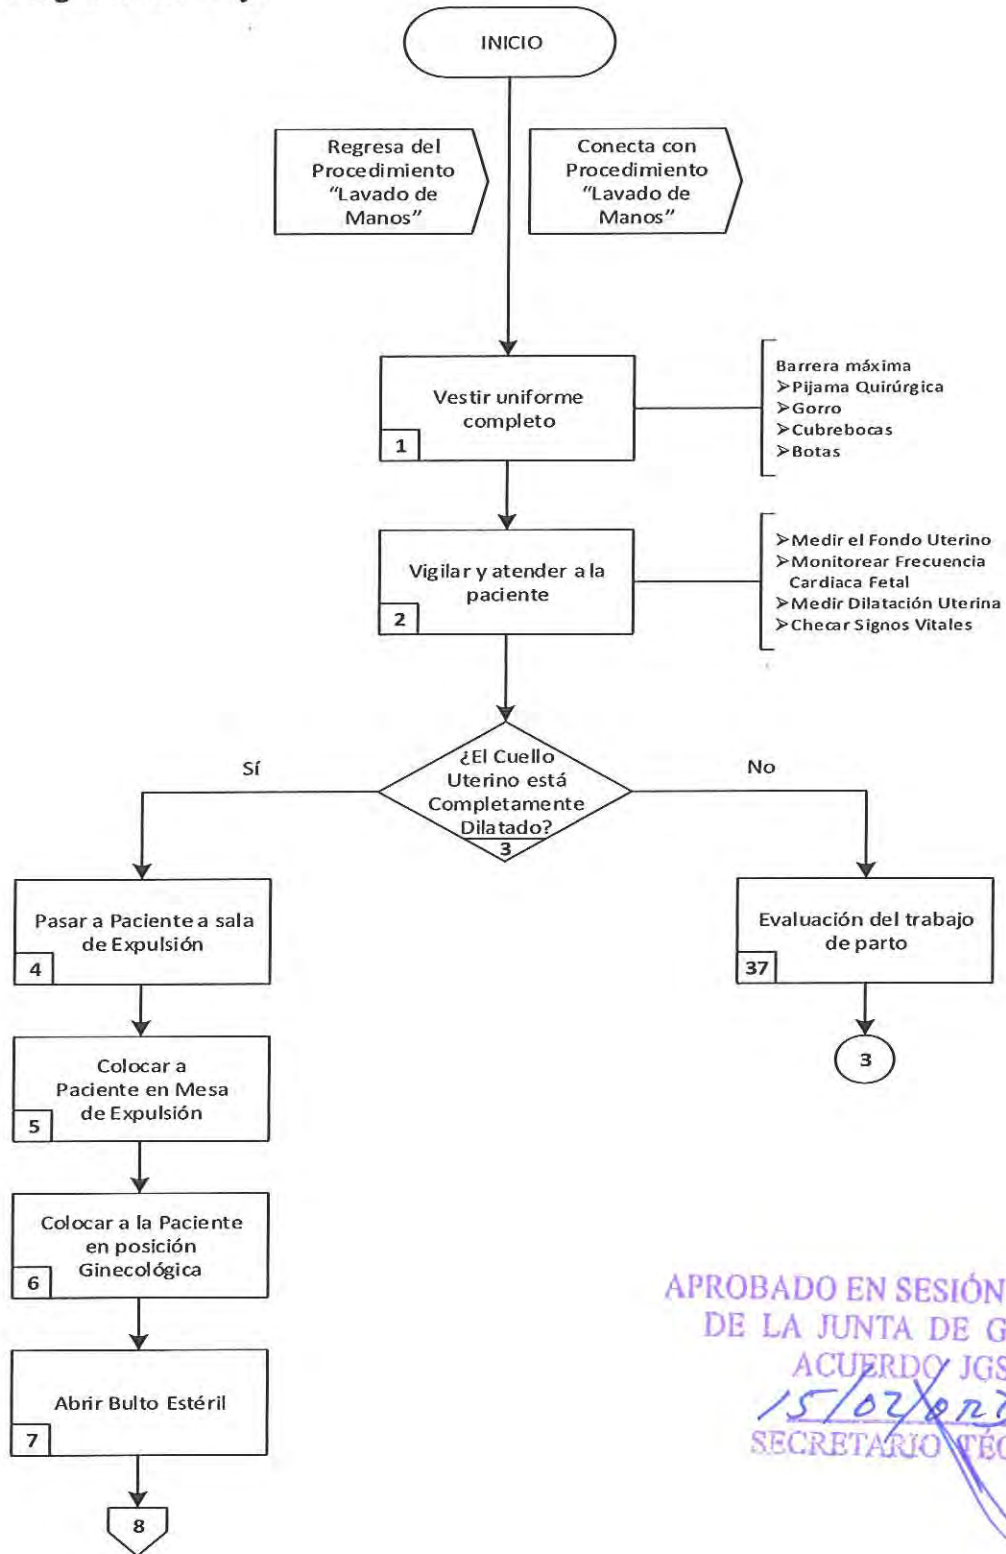 INICIO
Regresa del
Procedimiento
“Lavado de
Manos”
Conecta con
Procedimiento
“Lavado de
Manos”
Vestir uniforme
completo
1
Barrera máxima
➢Pijama Quirúrgica
➢Gorro
➢Cubrebocas
➢Botas
Vigilar y atender a la
paciente
2
➢Medir el Fondo Uterino
➢Monitorear Frecuencia
Cardiaca Fetal
➢Medir Dilatación Uterina
➢Checar Signos Vitales
¿El Cuello
Uterino está
Completamente
Dilatado?
3
Sí
No
Pasar a Paciente a sala
de Expulsión
4
Evaluación del trabajo
de parto
37
3
Colocar a
Paciente en Mesa
de Expulsión
5
Colocar a la Paciente
en posición
Ginecológica
6
Abrir Bulto Estéril
7
8
APROBADO EN SESIÓN
DE LA JUNTA DE G
ACUERDO JGS
15/02/
SECRETARIO TÉC